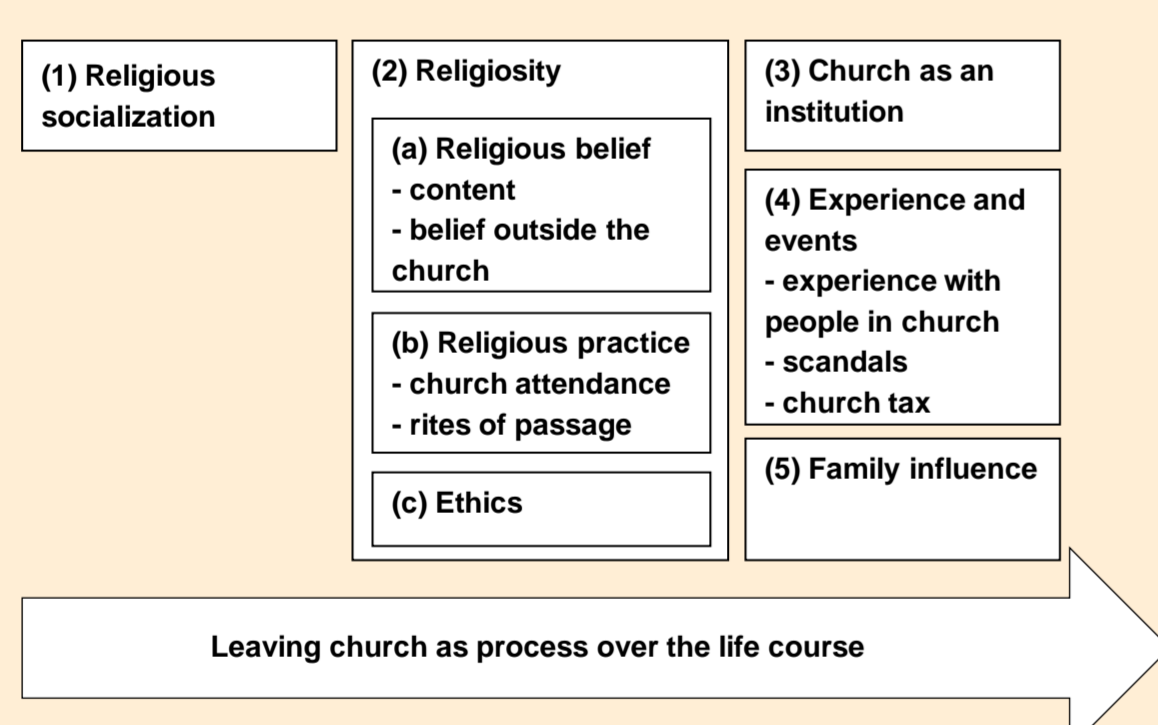 (1) Religious
socialization
(2) Religiosity
(a) Religious belief
- content
- belief outside the
church
(b) Religious practice
- church attendance
- rites of passage
(c) Ethics
(3) Church as an
institution
(4) Experience and
events
- experience with
people in church
- scandals
- church tax
(5) Family influence
Leaving church as process over the life course